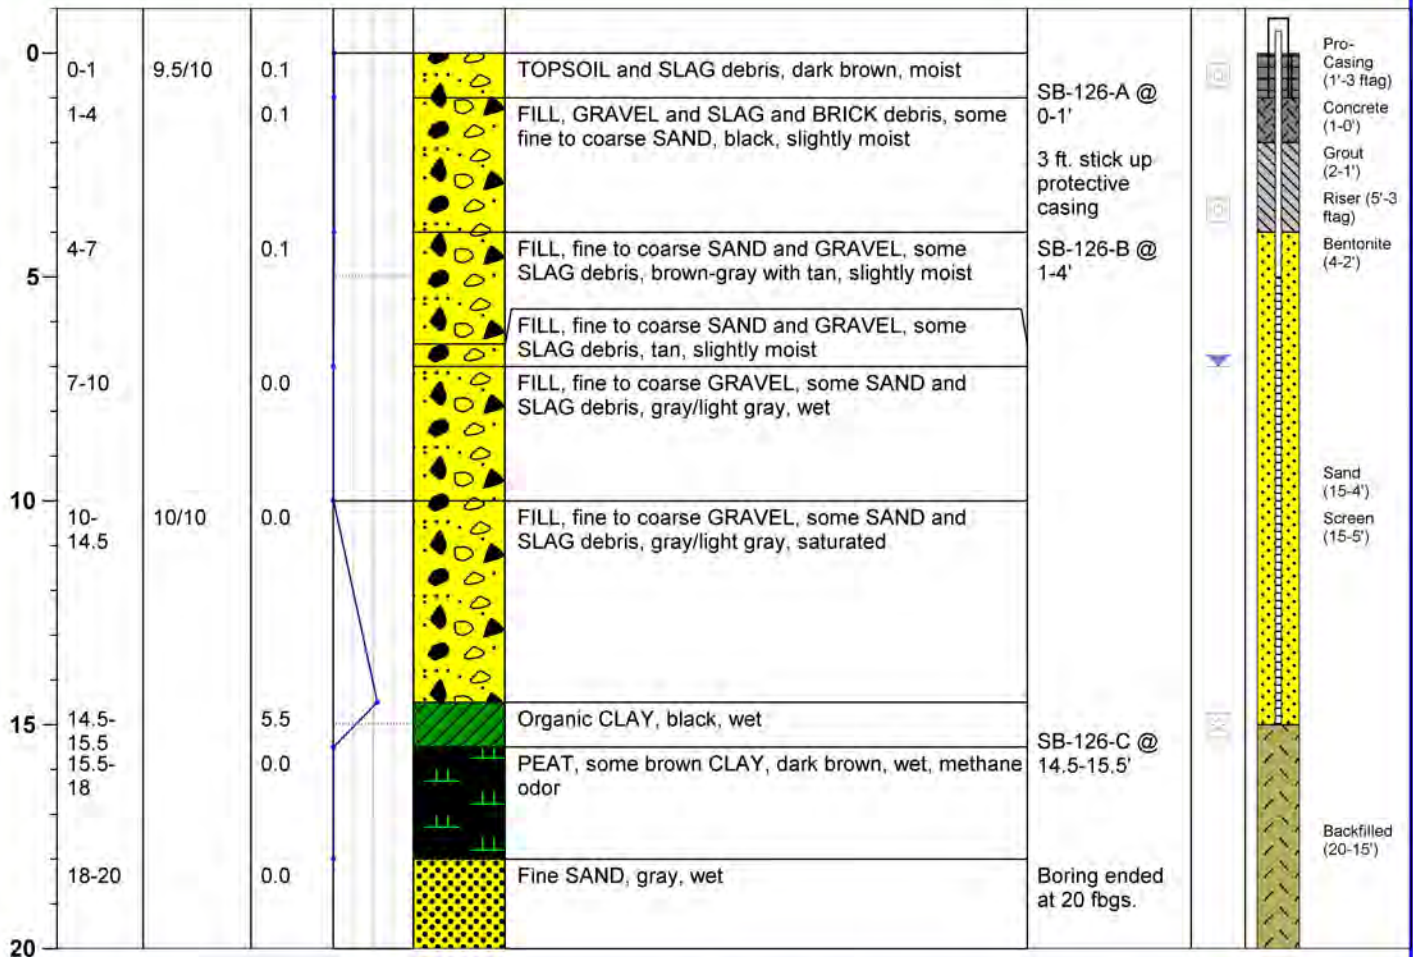 0
0-1
9.5/10
0.1
TOPSOIL and SLAG debris, dark brown, moist
1-4
0.1
FILL, GRAVEL and SLAG and BRICK debris, some
fine to coarse SAND, black, slightly moist
SB-126-A @
0-1'
3 ft. stick up
protective
casing
4-7
0.1
FILL, fine to coarse SAND and GRAVEL, some
SLAG debris, brown-gray with tan, slightly moist
SB-126-B @
1-4'
5
FILL, fine to coarse SAND and GRAVEL, some
SLAG debris, tan, slightly moist
7-10
0.0
FILL, fine to coarse GRAVEL, some SAND and
SLAG debris, gray/light gray, wet
10
10-
14.5
10/10
0.0
FILL, fine to coarse GRAVEL, some SAND and
SLAG debris, gray/light gray, saturated
15
14.5-
15.5
5.5
Organic CLAY, black, wet
15.5-
18
0.0
PEAT, some brown CLAY, dark brown, wet, methane
odor
SB-126-C @
14.5-15.5'
18-20
0.0
Fine SAND, gray, wet
Boring ended
at 20 fbgs.
20
Pro-
Casing
(1'-3 ftag)
Concrete
(1-0')
Grout
(2-1')
Riser (5'-3
ftag)
Bentonite
(4-2')
Sand
(15-4')
Screen
(15-5')
Backfilled
(20-15')